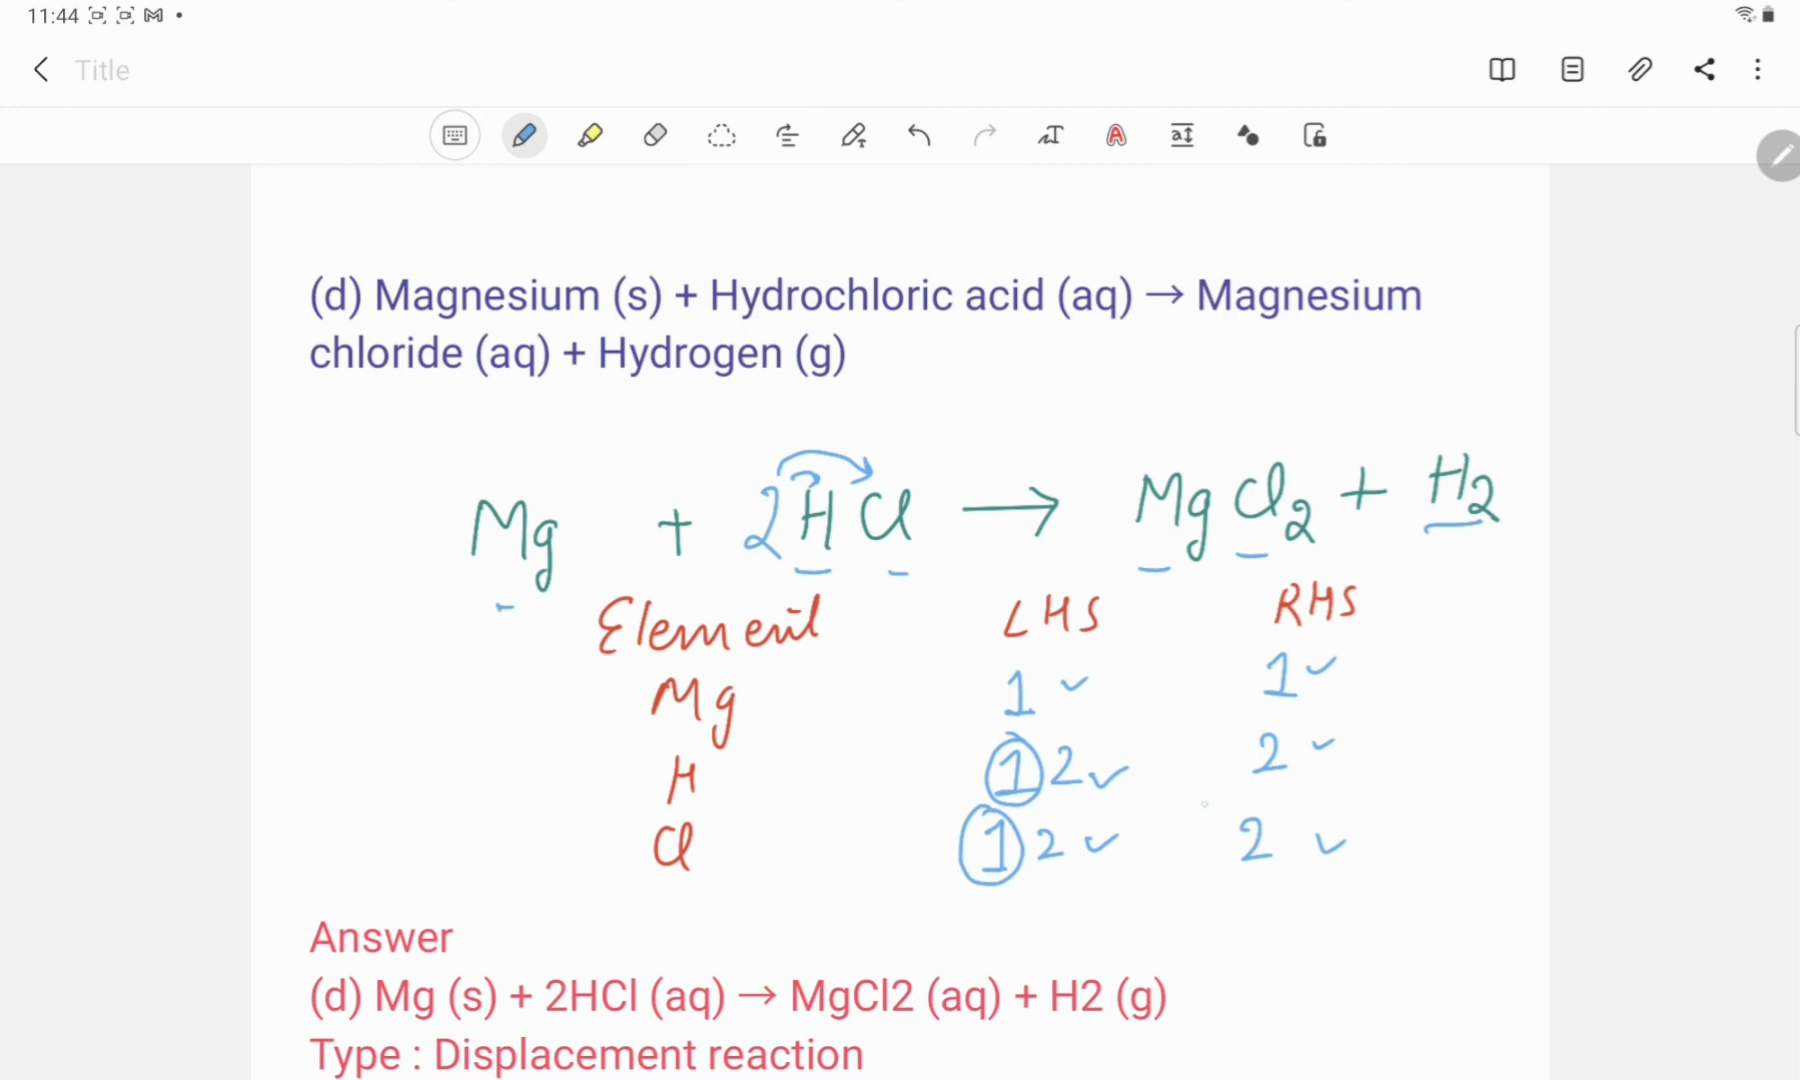 11:44
Title
(d) Magnesium (s) + Hydrochloric acid (aq) → Magnesium
chloride (aq) + Hydrogen (g)
Mg + 2HCl → MgCl2 + H2
Element LHS RHS
Mg 1 ✓ 1 ✓
H 1 2 ✓ 2 ✓
Cl 1 2 ✓ 2 ✓
Answer
(d) Mg (s) + 2HCl (aq) → MgCl2 (aq) + H2 (g)
Type : Displacement reaction